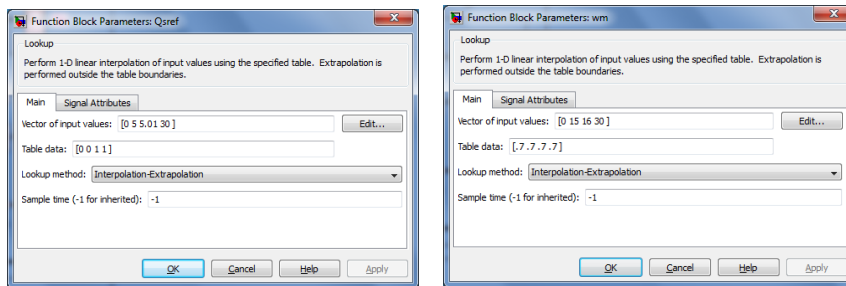 Function Block Parameters: Qsref
Lookup
Perform 1-D linear interpolation of input values using the specified table. Extrapolation is
performed outside the table boundaries.
Main Signal Attributes
Vector of input values: [0 5 5.01 30 ] Edit...
Table data: [0 0 1 1]
Lookup method: Interpolation-Extrapolation
Sample time (-1 for inherited): -1
OK Cancel Help Apply
Function Block Parameters: wm
Lookup
Perform 1-D linear interpolation of input values using the specified table. Extrapolation is
performed outside the table boundaries.
Main Signal Attributes
Vector of input values: [0 15 16 30 ] Edit...
Table data: [.7 .7 .7 .7]
Lookup method: Interpolation-Extrapolation
Sample time (-1 for inherited): -1
OK Cancel Help Apply